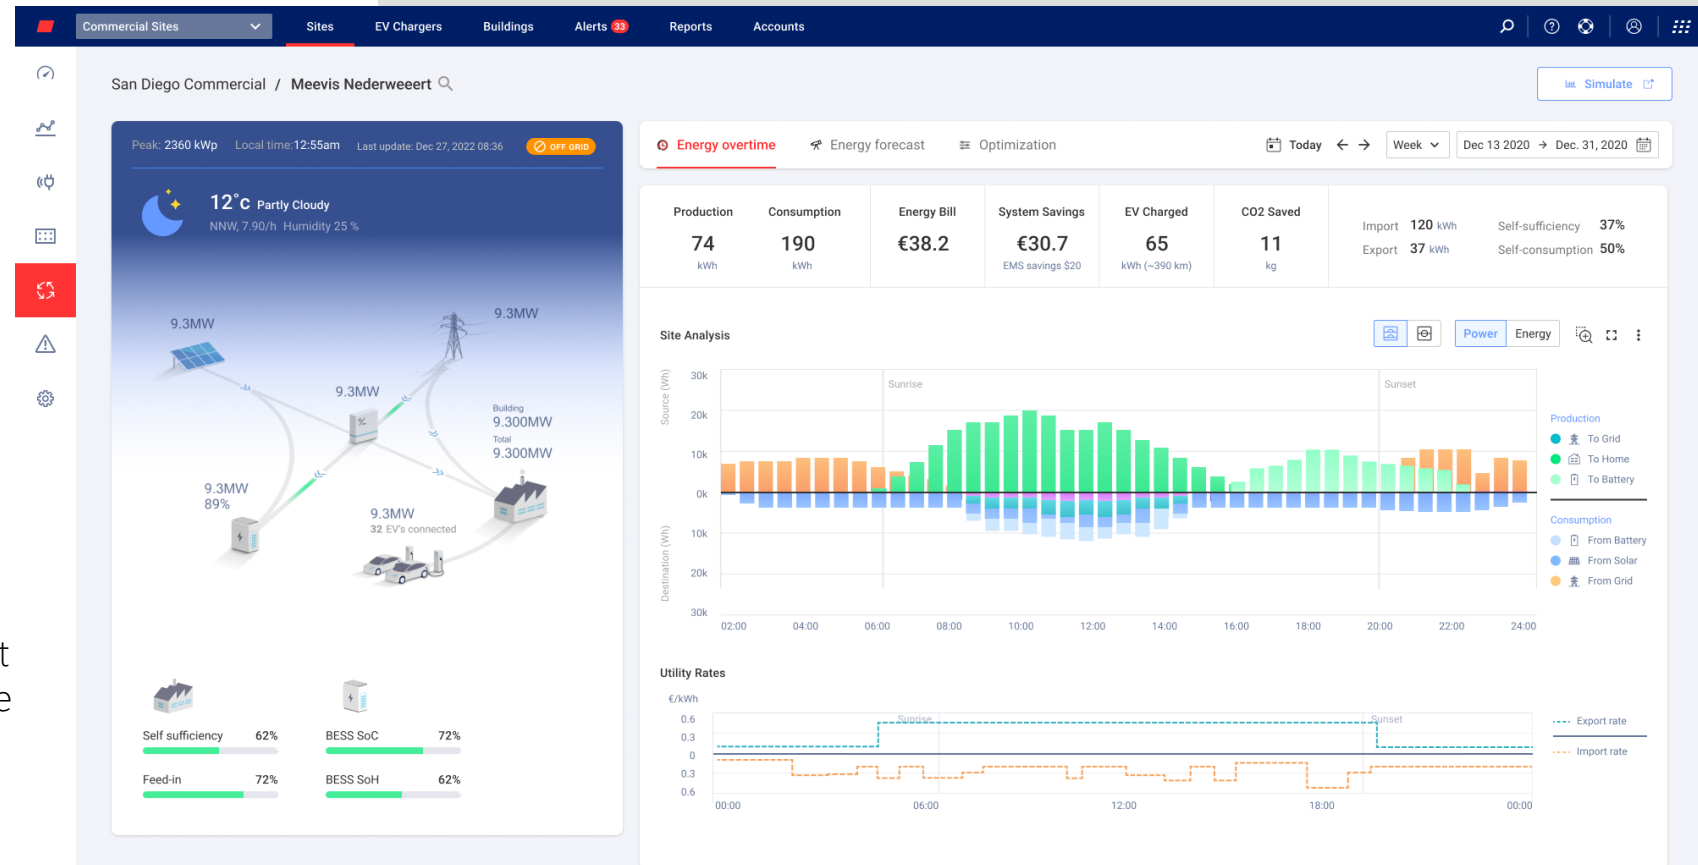 Commercial Sites
Sites
EV Chargers
Buildings
Alerts 33
Reports
Accounts
San Diego Commercial / Meevis Nederweeert
Simulate
Peak: 2360 kWp Local time:12:55am Last update: Dec 27, 2022 08:36 OFF GRID
12°c Partly Cloudy
NNW, 7.90/h Humidity 25 %
9.3MW
9.3MW
9.3MW
Building
9.300MW
Total
9.300MW
9.3MW
89%
9.3MW
32 EV's connected
Self sufficiency 62%
BESS SoC 72%
Feed-in 72%
BESS SoH 62%
t
e
Energy overtime
Energy forecast
Optimization
Today
Week
Dec 13 2020 → Dec. 31, 2020
Production
74
kWh
Consumption
190
kWh
Energy Bill
€38.2
System Savings
€30.7
EMS savings $20
EV Charged
65
kWh (~390 km)
CO2 Saved
11
kg
Import 120 kWh
Export 37 kWh
Self-sufficiency 37%
Self-consumption 50%
Site Analysis
Power
Energy
Source (Wh)
Destination (Wh)
30k
20k
10k
0k
10k
20k
30k
Sunrise
Sunset
02:00 04:00 06:00 08:00 10:00 12:00 14:00 16:00 18:00 20:00 22:00 24:00
Production
To Grid
To Home
To Battery
Consumption
From Battery
From Solar
From Grid
Utility Rates
€/kWh
0.6
0.3
0
0.3
0.6
Sunrise
Sunset
00:00 06:00 12:00 18:00 00:00
Export rate
Import rate